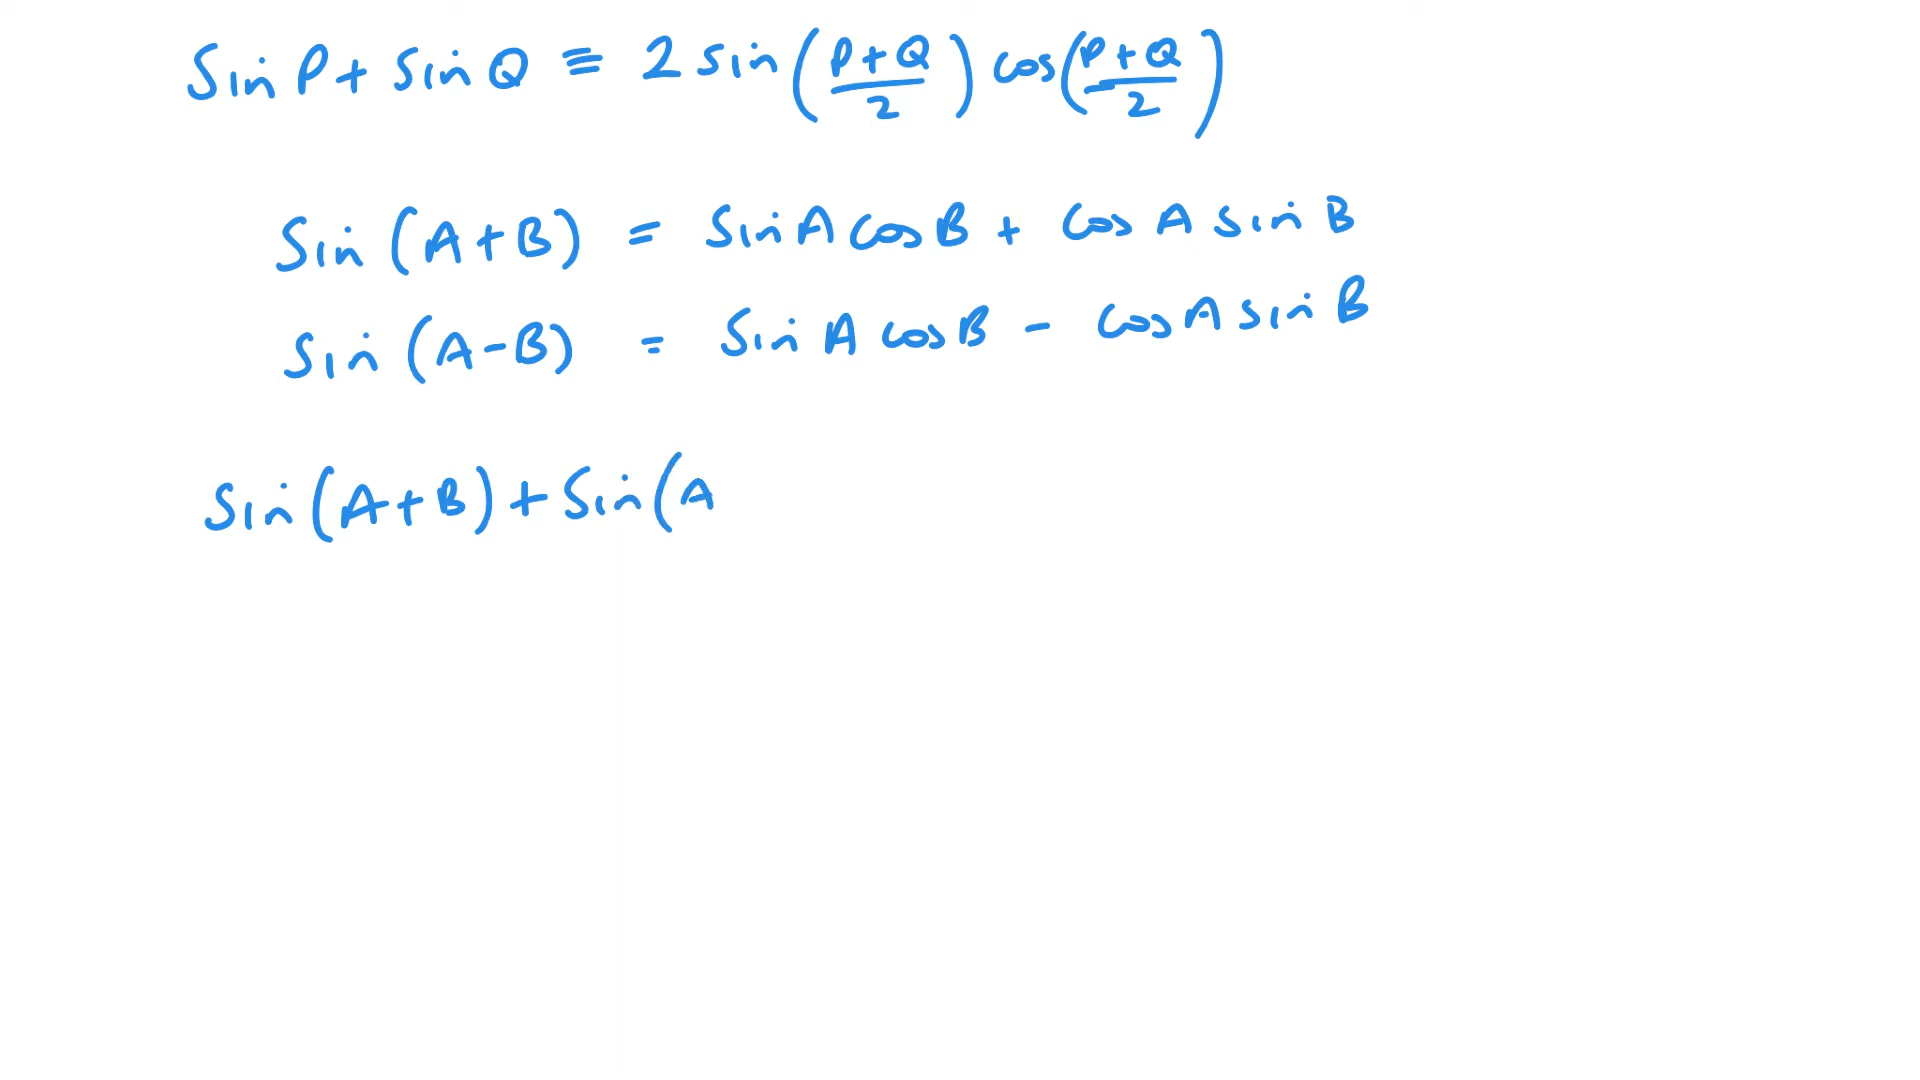 Sin P + Sin Q ≡ 2 sin (P+Q/2) cos (P+Q/2)
Sin (A+B) = Sin A cos B + cos A sin B
Sin (A-B) = Sin A cos B - cos A sin B
Sin (A+B) + Sin (A